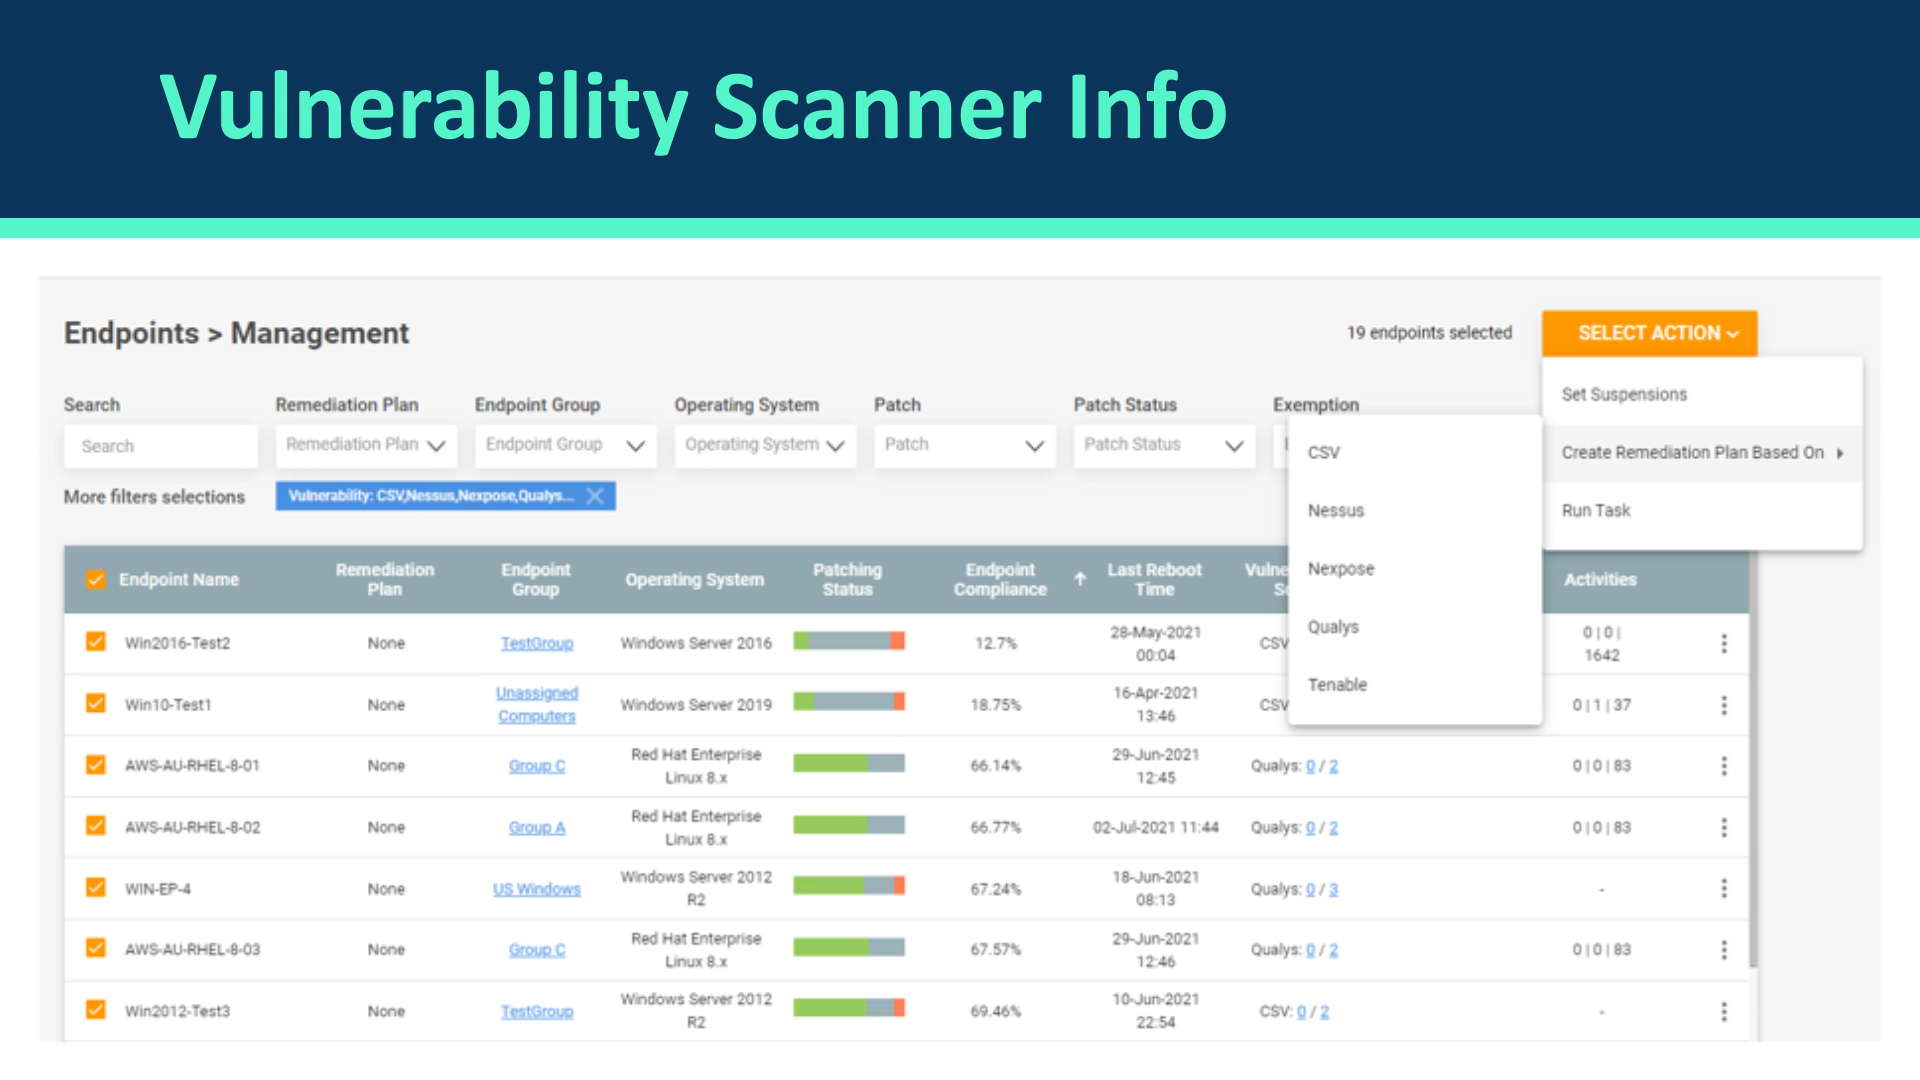 Vulnerability Scanner Info
Endpoints > Management
19 endpoints selected
SELECT ACTION
Set Suspensions
Create Remediation Plan Based On
Run Task
CSV
Nessus
Nexpose
Qualys
Tenable
Search Remediation Plan Endpoint Group Operating System Patch Patch Status Exemption
Search Remediation Plan Endpoint Group Operating System Patch Patch Status
More filters selections Vulnerability: CSV,Nessus,Nexpose,Qualys...
Endpoint Name Remediation Plan Endpoint Group Operating System Patching Status Endpoint Compliance Last Reboot Time Activities
Win2016-Test2 None TestGroup Windows Server 2016 12.7% 28-May-2021 00:04 CSV 0 | 0 | 1642
Win10-Test1 None Unassigned Computers Windows Server 2019 18.75% 16-Apr-2021 13:46 CSV 0 | 1 | 37
AWS-AU-RHEL-8-01 None Group C Red Hat Enterprise Linux 8.x 66.14% 29-Jun-2021 12:45 Qualys: 0 / 2 0 | 0 | 83
AWS-AU-RHEL-8-02 None Group A Red Hat Enterprise Linux 8.x 66.77% 02-Jul-2021 11:44 Qualys: 0 / 2 0 | 0 | 83
WIN-EP-4 None US Windows Windows Server 2012 R2 67.24% 18-Jun-2021 08:13 Qualys: 0 / 3 -
AWS-AU-RHEL-8-03 None Group C Red Hat Enterprise Linux 8.x 67.57% 29-Jun-2021 12:46 Qualys: 0 / 2 0 | 0 | 83
Win2012-Test3 None TestGroup Windows Server 2012 R2 69.46% 10-Jun-2021 22:54 CSV: 0 / 2 -